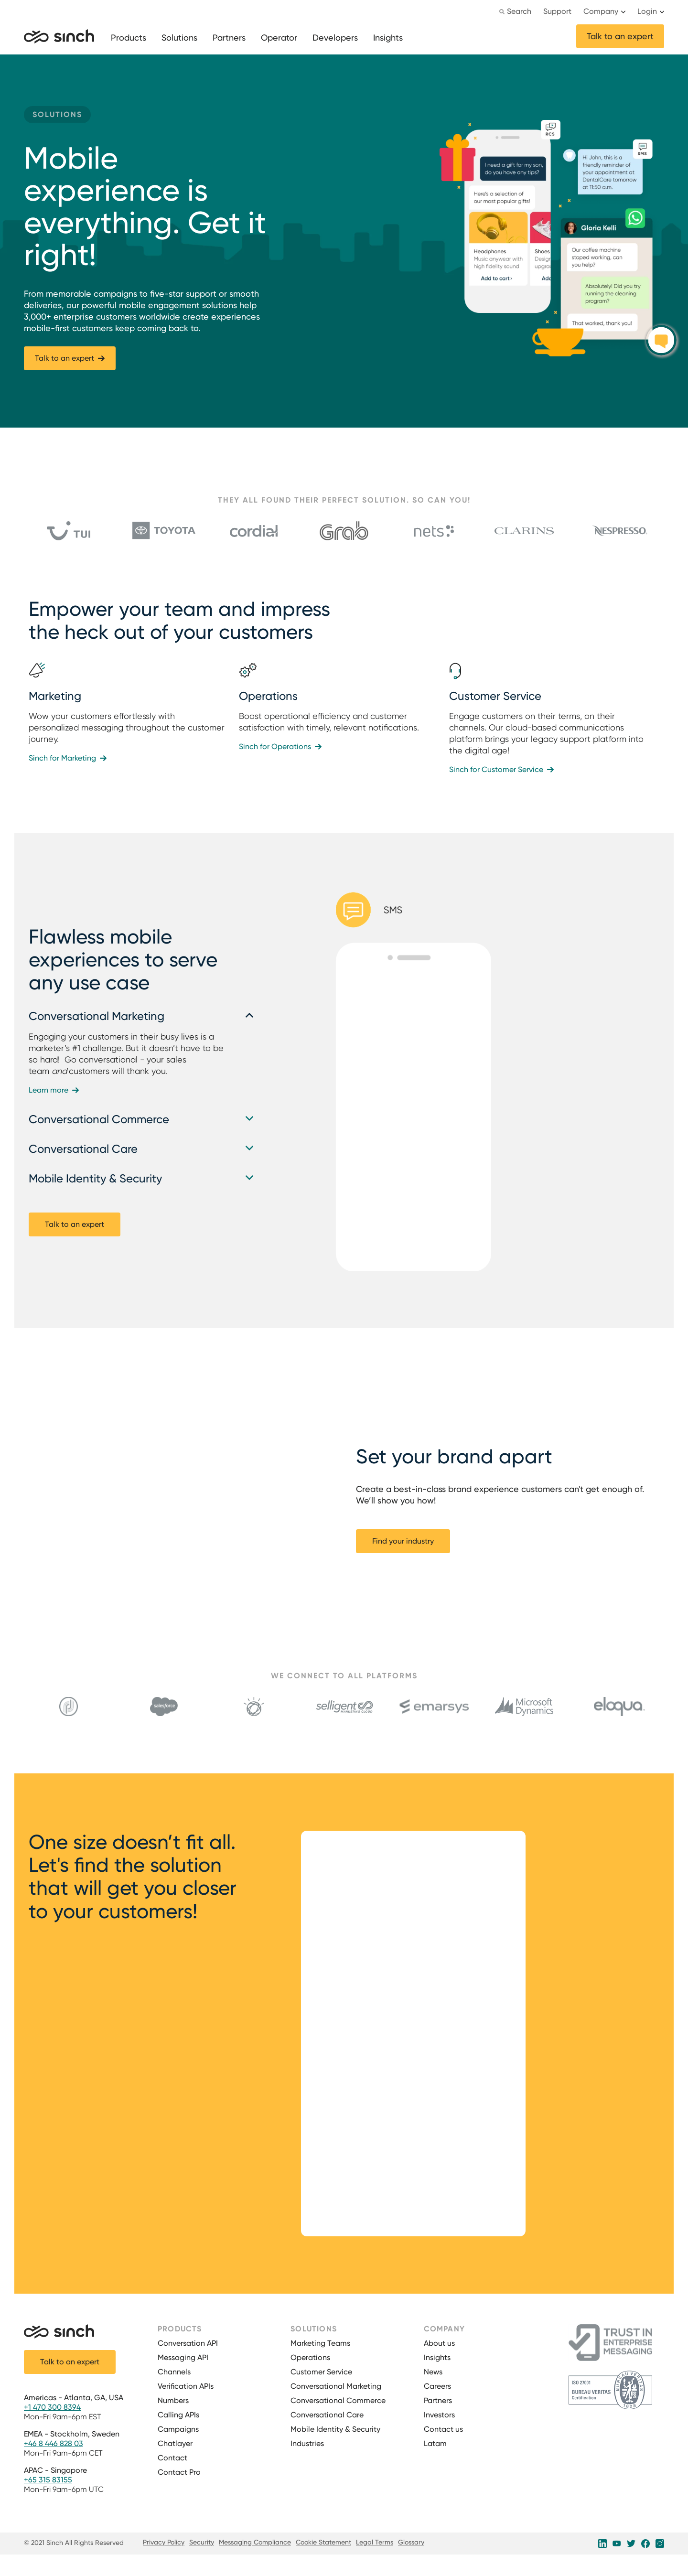 Search Support Company Login
sinch Products Solutions Partners Operator Developers Insights Talk to an expert
SOLUTIONS
Mobile
experience is
everything. Get it
right!
From memorable campaigns to five-star support or smooth
deliveries, our powerful mobile engagement solutions help
3,000+ enterprise customers worldwide create experiences
mobile-first customers keep coming back to.
Talk to an expert
RCS
I need a gift for my son,
do you have any tips?
Here's a selection of
our most popular gifts!
Headphones
Music anywear with
high fidelity sound
Add to cart
Shoes
Desig
upgra
Ad
SMS
Hi John, this is a
friendly reminder of
your appointment at
DentalCare tomorrow
at 11:50 a.m.
Gloria Kelli
Our coffee machine
stoped working, can
you help?
Absolutely! Did you try
running the cleaning
program?
That worked, thank you!
THEY ALL FOUND THEIR PERFECT SOLUTION. SO CAN YOU!
TUI TOYOTA cordial Grab nets CLARINS NESPRESSO
Empower your team and impress
the heck out of your customers
Marketing
Wow your customers effortlessly with
personalized messaging throughout the customer
journey.
Sinch for Marketing
Operations
Boost operational efficiency and customer
satisfaction with timely, relevant notifications.
Sinch for Operations
Customer Service
Engage customers on their terms, on their
channels. Our cloud-based communications
platform brings your legacy support platform into
the digital age!
Sinch for Customer Service
Flawless mobile
experiences to serve
any use case
Conversational Marketing
Engaging your customers in their busy lives is a
marketer's #1 challenge. But it doesn't have to be
so hard! Go conversational - your sales
team and customers will thank you.
Learn more
Conversational Commerce
Conversational Care
Mobile Identity & Security
Talk to an expert
SMS
Set your brand apart
Create a best-in-class brand experience customers can't get enough of.
We'll show you how!
Find your industry
WE CONNECT TO ALL PLATFORMS
salesforce selligent MARKETING CLOUD emarsys Microsoft Dynamics eloqua
One size doesn't fit all.
Let's find the solution
that will get you closer
to your customers!
sinch
Talk to an expert
Americas - Atlanta, GA, USA
+1 470 300 8394
Mon-Fri 9am-6pm EST
EMEA - Stockholm, Sweden
+46 8 446 828 03
Mon-Fri 9am-6pm CET
APAC - Singapore
+65 315 83155
Mon-Fri 9am-6pm UTC
PRODUCTS
Conversation API
Messaging API
Channels
Verification APIs
Numbers
Calling APIs
Campaigns
Chatlayer
Contact
Contact Pro
SOLUTIONS
Marketing Teams
Operations
Customer Service
Conversational Marketing
Conversational Commerce
Conversational Care
Mobile Identity & Security
Industries
COMPANY
About us
Insights
News
Careers
Partners
Investors
Contact us
Latam
TRUST IN
ENTERPRISE
MESSAGING
ISO 27001
BUREAU VERITAS
Certification
1828
© 2021 Sinch All Rights Reserved Privacy Policy Security Messaging Compliance Cookie Statement Legal Terms Glossary